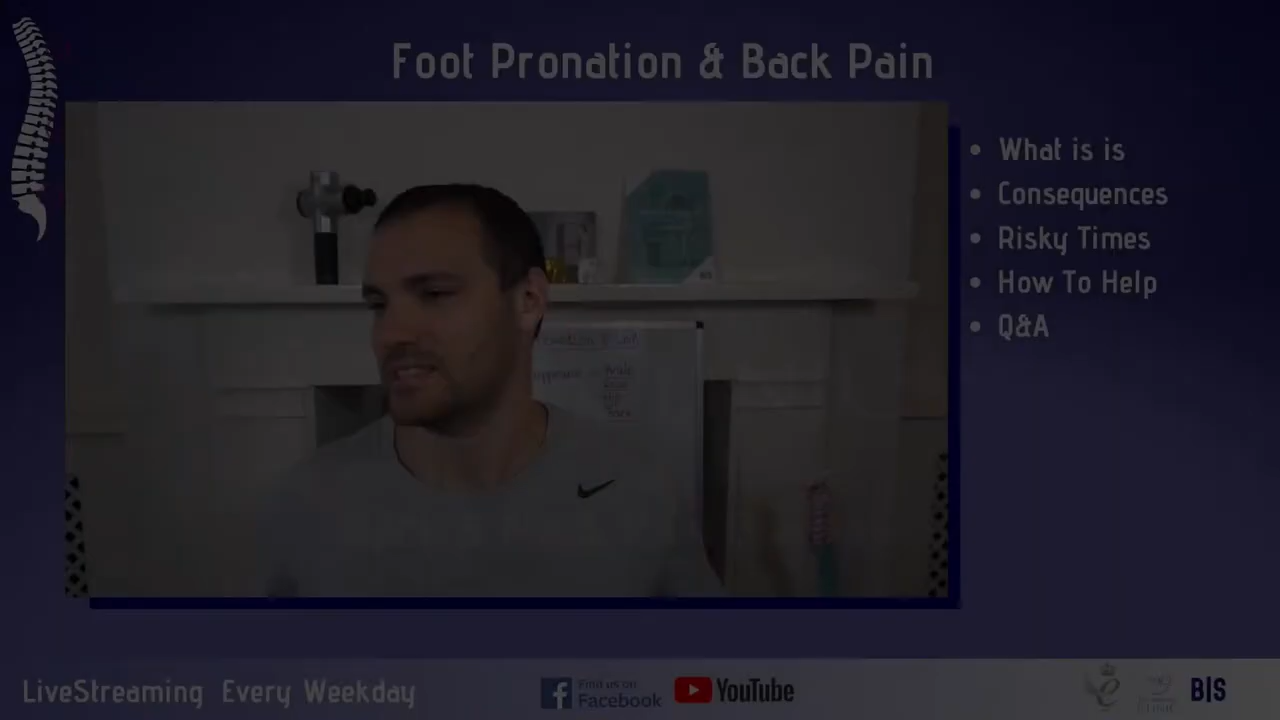 Foot Pronation & Back Pain
• What is is
• Consequences
• Risky Times
• How To Help
• Q&A
BIS
LiveStreaming Every Weekday
Find us on
Facebook
YouTube
BIS